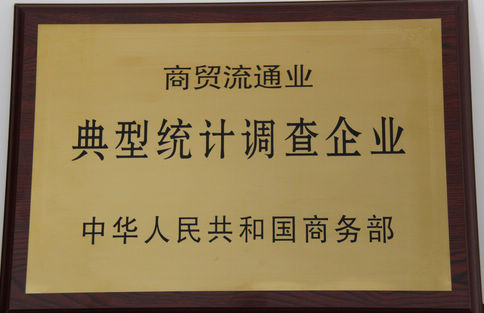 商贸流通业
典型统计调查企业
中华人民共和国商务部